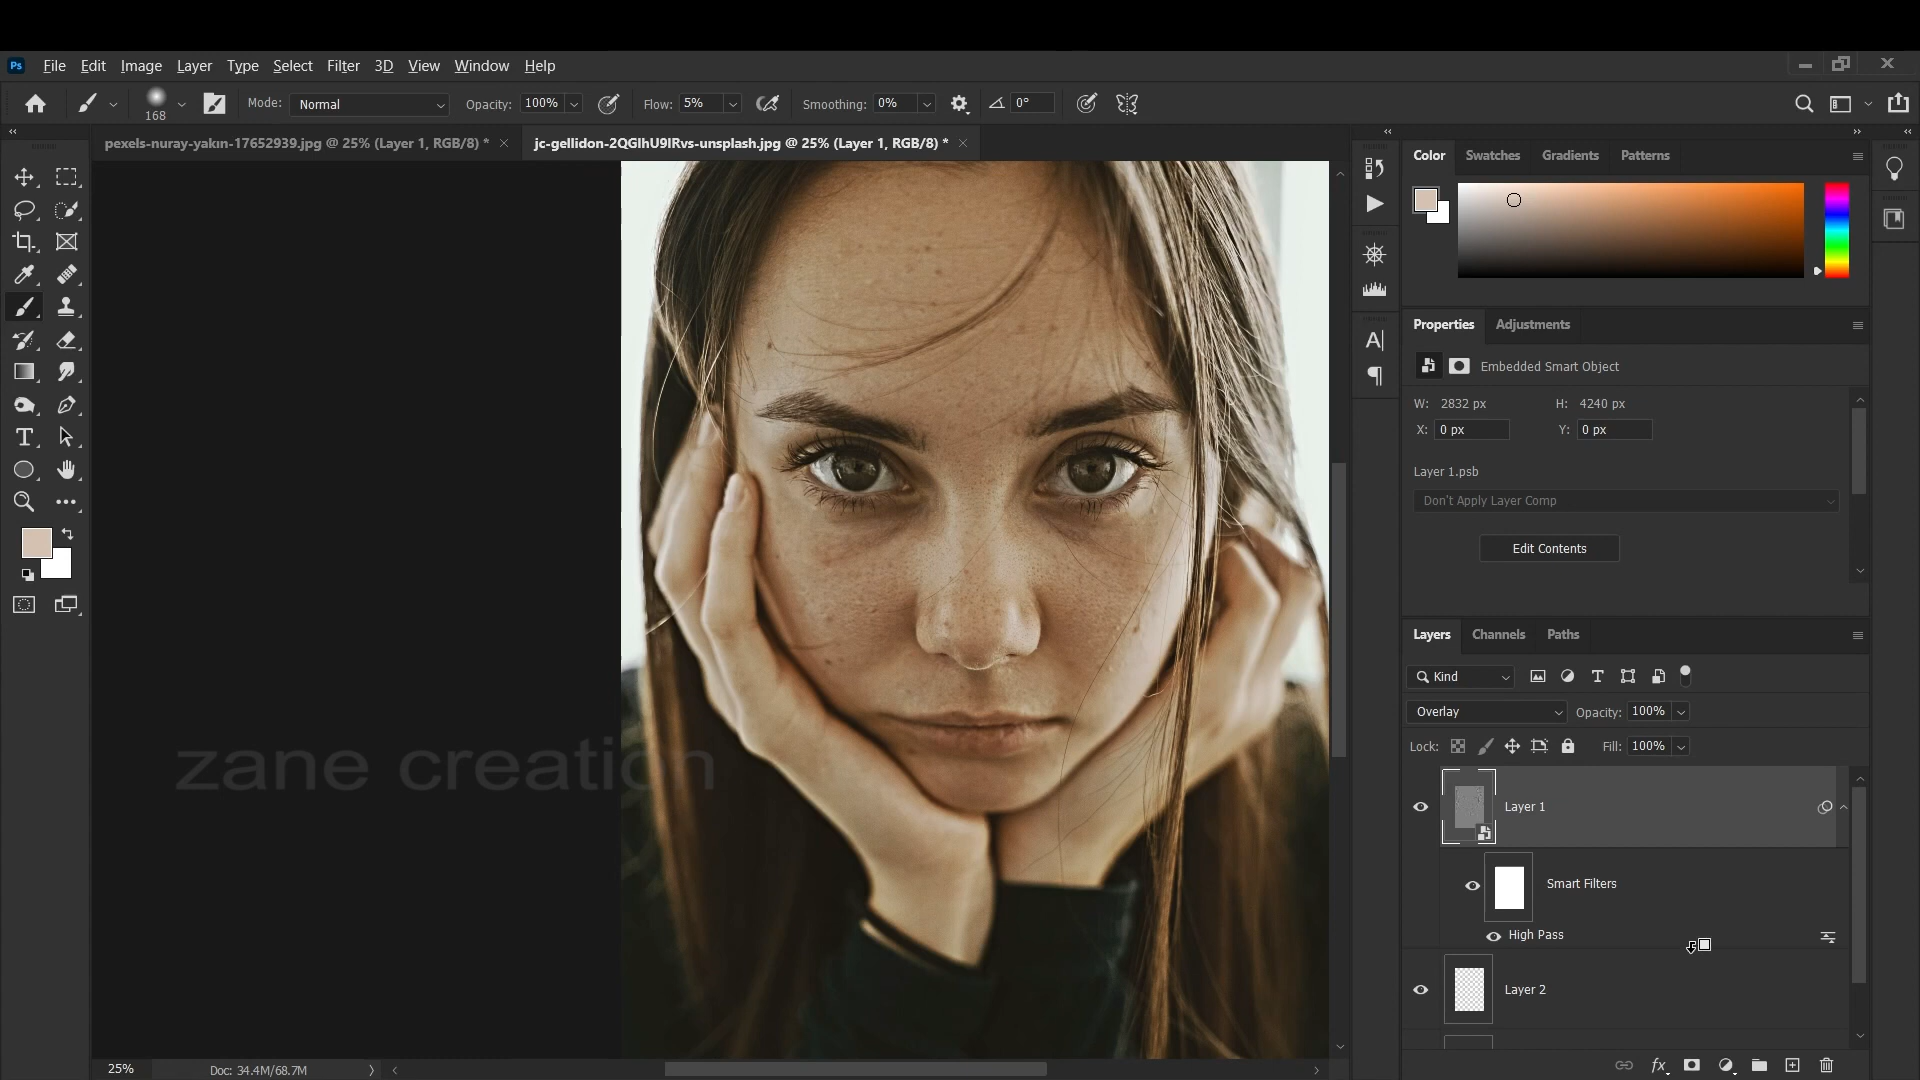 Ps File Edit Image Layer Type Select Filter 3D View Window Help
168 Mode: Normal Opacity: 100% Flow: 5% Smoothing: 0% 0°
pexels-nuray-yakın-17652939.jpg @ 25% (Layer 1, RGB/8) * jc-gellidon-2QGlhU9lRvs-unsplash.jpg @ 25% (Layer 1, RGB/8) *
Color Swatches Gradients Patterns
Properties Adjustments
Embedded Smart Object
W: 2832 px H: 4240 px
X: 0 px Y: 0 px
Layer 1.psb
Don't Apply Layer Comp
Edit Contents
Layers Channels Paths
Kind
Overlay Opacity: 100%
Lock: Fill: 100%
Layer 1
Smart Filters
High Pass
Layer 2
zane creation
25% Doc: 34.4M/68.7M